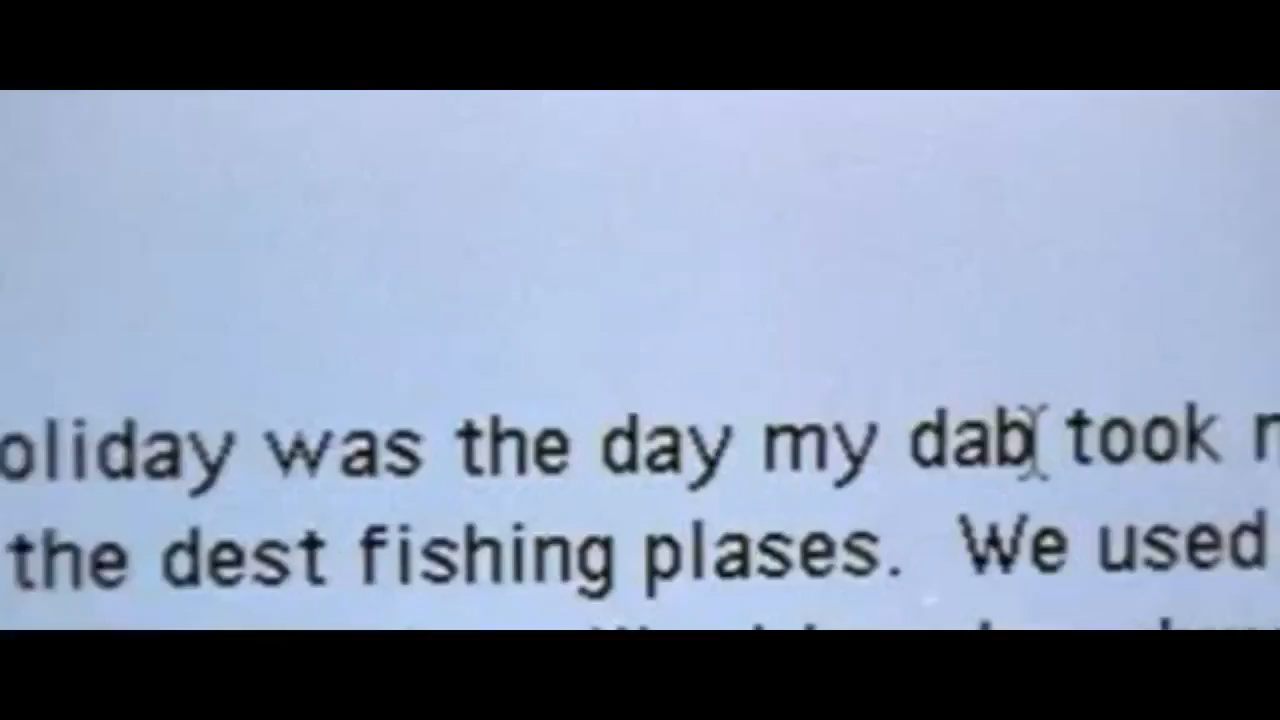 oliday was the day my dab took
the dest fishing plases. We used